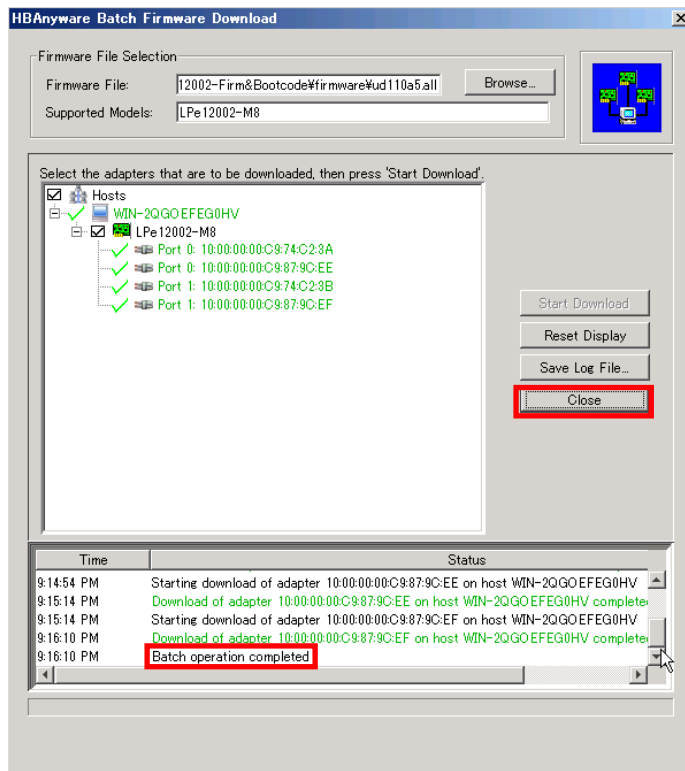 HBAnyware Batch Firmware Download
Firmware File Selection
Firmware File: 12002-Firm&Bootcode¥firmware¥ud110a5.all Browse...
Supported Models: LPe12002-M8
Select the adapters that are to be downloaded, then press 'Start Download'.
Hosts
WIN-2QGOEFEG0HV
LPe12002-M8
Port 0: 10:00:00:00:C9:74:C2:3A
Port 0: 10:00:00:00:C9:87:9C:EE
Port 1: 10:00:00:00:C9:74:C2:3B
Port 1: 10:00:00:00:C9:87:9C:EF
Start Download
Reset Display
Save Log File...
Close
Time Status
9:14:54 PM Starting download of adapter 10:00:00:00:C9:87:9C:EE on host WIN-2QGOEFEG0HV
9:15:14 PM Download of adapter 10:00:00:00:C9:87:9C:EE on host WIN-2QGOEFEG0HV complete
9:15:14 PM Starting download of adapter 10:00:00:00:C9:87:9C:EF on host WIN-2QGOEFEG0HV
9:16:10 PM Download of adapter 10:00:00:00:C9:87:9C:EF on host WIN-2QGOEFEG0HV complete
9:16:10 PM Batch operation completed